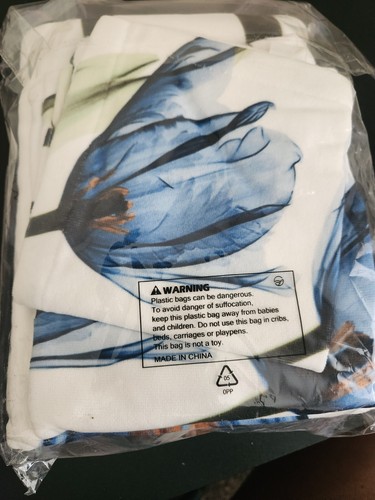 WARNING
Plastic bags can be dangerous.
To avoid danger of suffocation,
keep this plastic bag away from babies
and children. Do not use this bag in cribs,
beds, carriages or playpens.
This bag is not a toy.
MADE IN CHINA
05
OPP